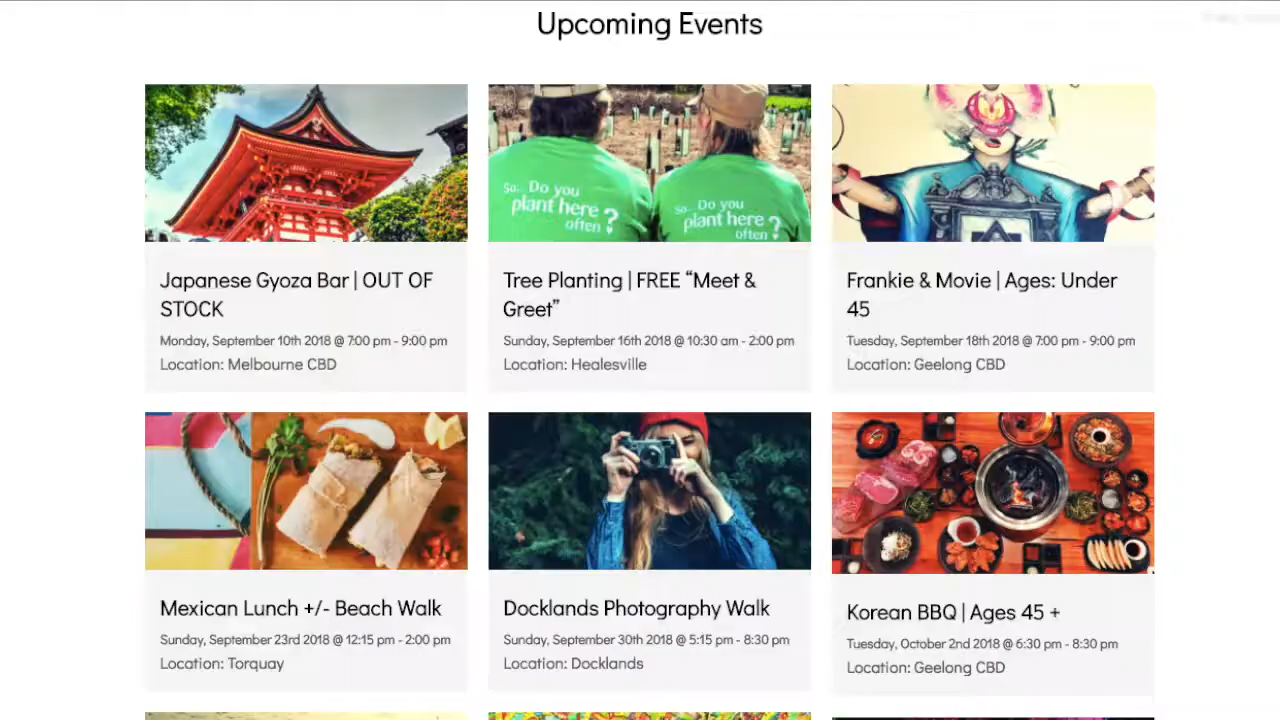 Upcoming Events
So... Do you
plant here
often ?
So... Do you
plant here
often ?
Japanese Gyoza Bar | OUT OF
STOCK
Monday, September 10th 2018 @ 7:00 pm - 9:00 pm
Location: Melbourne CBD
Tree Planting | FREE “Meet &
Greet”
Sunday, September 16th 2018 @ 10:30 am - 2:00 pm
Location: Healesville
Frankie & Movie | Ages: Under
45
Tuesday, September 18th 2018 @ 7:00 pm - 9:00 pm
Location: Geelong CBD
Mexican Lunch +/- Beach Walk
Sunday, September 23rd 2018 @ 12:15 pm - 2:00 pm
Location: Torquay
Docklands Photography Walk
Sunday, September 30th 2018 @ 5:15 pm - 8:30 pm
Location: Docklands
Korean BBQ | Ages 45 +
Tuesday, October 2nd 2018 @ 6:30 pm - 8:30 pm
Location: Geelong CBD